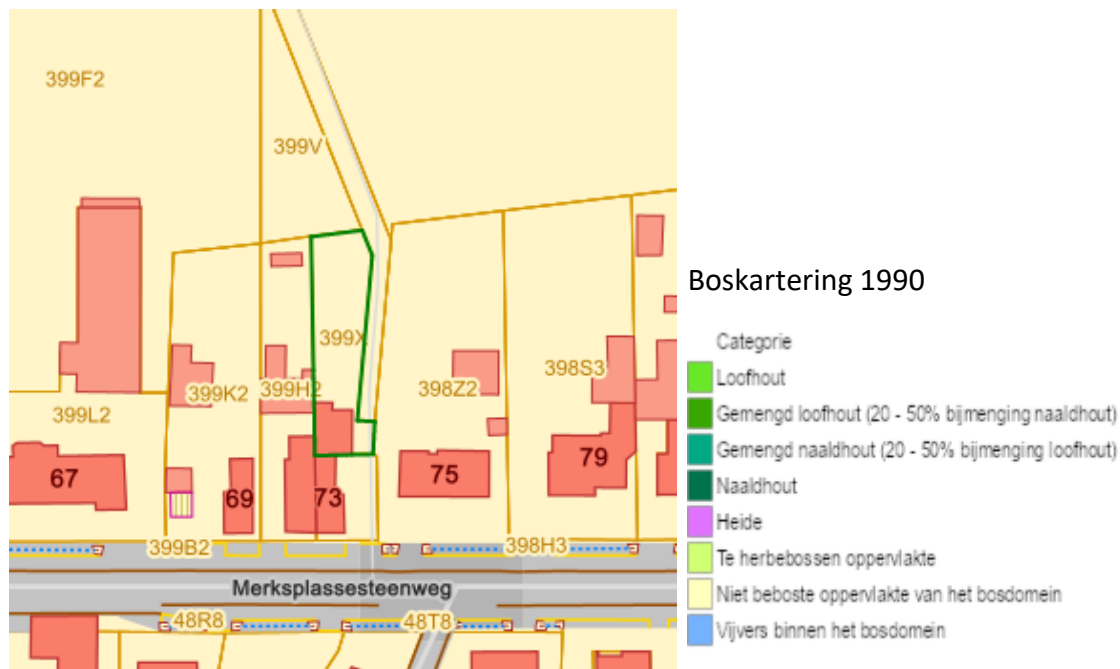 399F2
399V
399X
399K2
399H2
398Z2
398S3
399L2
67
69
73
75
79
399B2
398H3
Merksplassesteenweg
48R8
48T8
Boskartering 1990
Categorie
Loofhout
Gemengd loofhout (20 - 50% bijmenging naaldhout)
Gemengd naaldhout (20 - 50% bijmenging loofhout)
Naaldhout
Heide
Te herbebossen oppervlakte
Niet beboste oppervlakte van het bosdomein
Vijvers binnen het bosdomein